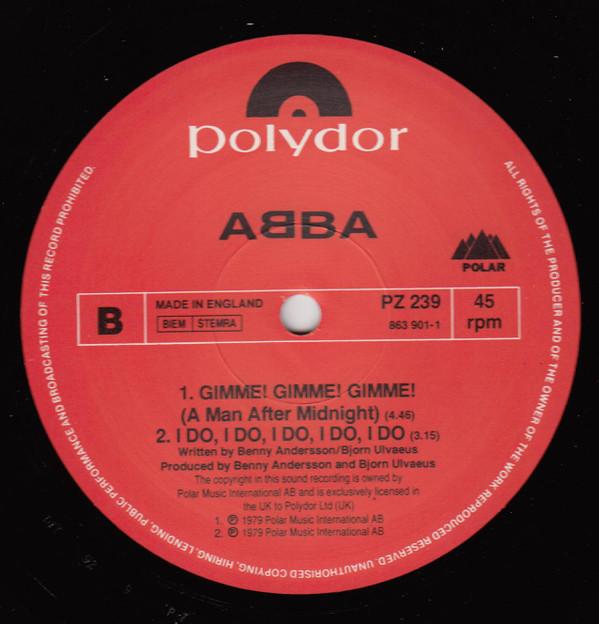 polydor
ABBA
POLAR
B
MADE IN ENGLAND
BIEM STEMRA
PZ 239
863 901-1
45
rpm
1. GIMME! GIMME! GIMME!
(A Man After Midnight) (4.46)
2. I DO, I DO, I DO, I DO, I DO (3.15)
Written by Benny Andersson/Bjorn Ulvaeus
Produced by Benny Andersson and Bjorn Ulvaeus
The copyright in this sound recording is owned by
Polar Music International AB and is exclusively licensed in
the UK to Polydor Ltd (UK)
1. ℗ 1979 Polar Music International AB
2. ℗ 1979 Polar Music International AB
ALL RIGHTS OF THE PRODUCER AND OF THE OWNER OF THE WORK REPRODUCED RESERVED. UNAUTHORISED COPYING, HIRING, LENDING, PUBLIC PERFORMANCE AND BROADCASTING OF THIS RECORD PROHIBITED.